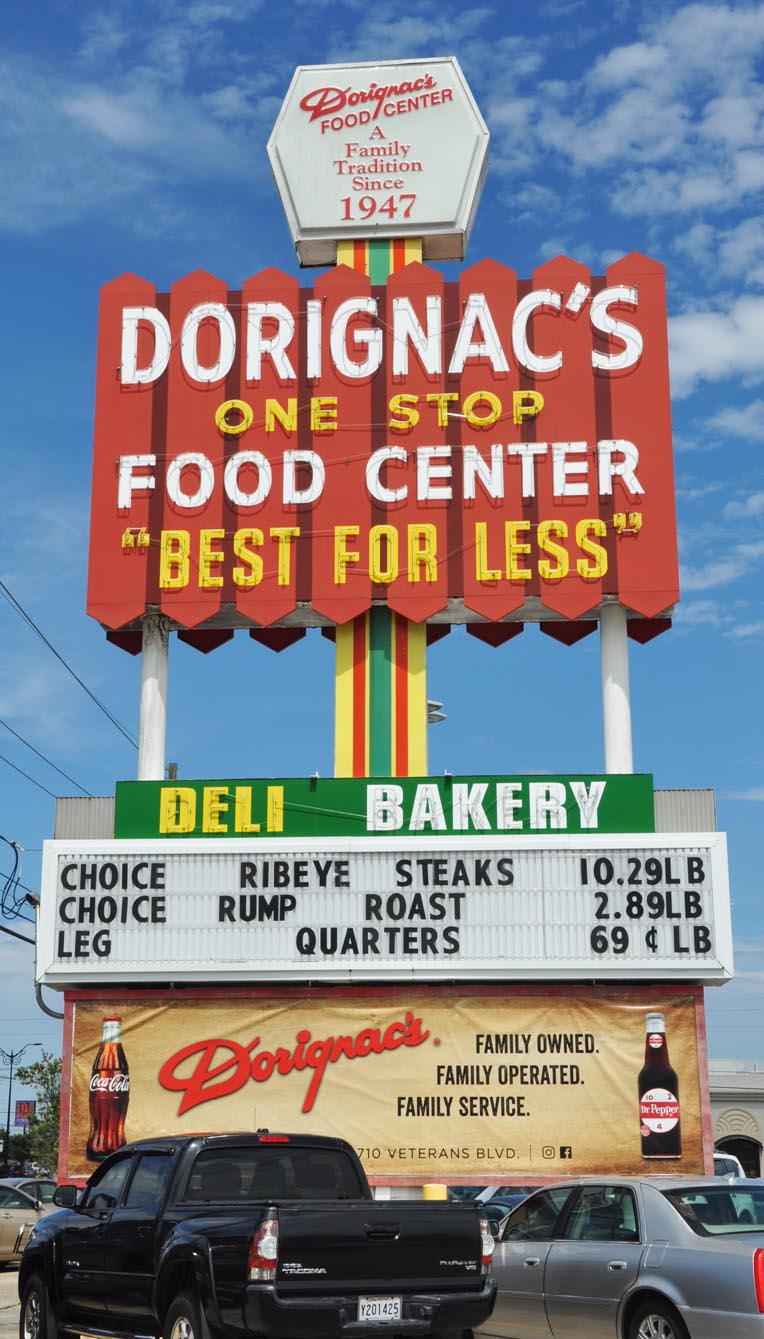 Dorignac's
FOOD CENTER
A
Family
Tradition
Since
1947
DORIGNAC'S
ONE STOP
FOOD CENTER
"BEST FOR LESS"
DELI BAKERY
CHOICE RIBEYE STEAKS 10.29LB
CHOICE RUMP ROAST 2.89LB
LEG QUARTERS 69 ¢ LB
Dorignac's.
FAMILY OWNED.
FAMILY OPERATED.
FAMILY SERVICE.
710 VETERANS BLVD. |
Coca-Cola
10 2
Dr Pepper
4
TACOMA
Y201425